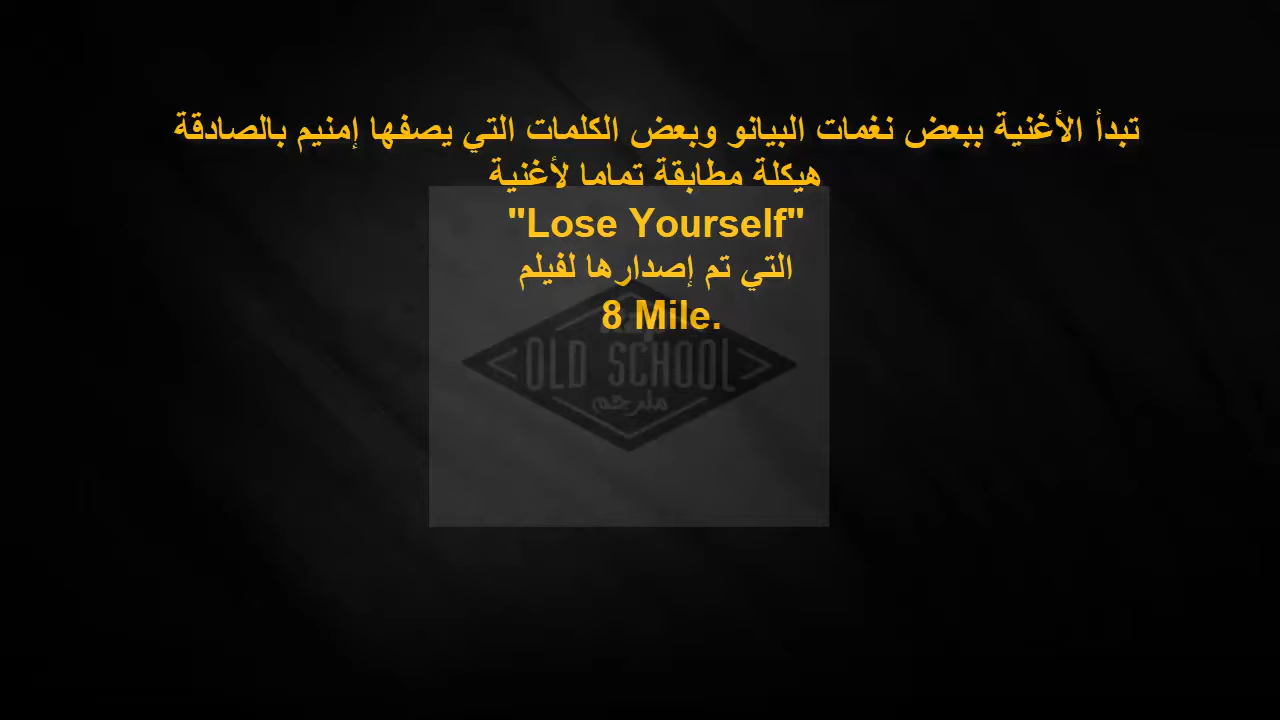 تبدأ الأغنية ببعض نغمات البيانو وبعض الكلمات التي يصفها إمنيم بالصادقة
هيكلة مطابقة تماما لأغنية
"Lose Yourself"
التي تم إصدارها لفيلم
8 Mile.
<OLD SCHOOL>
مترجم